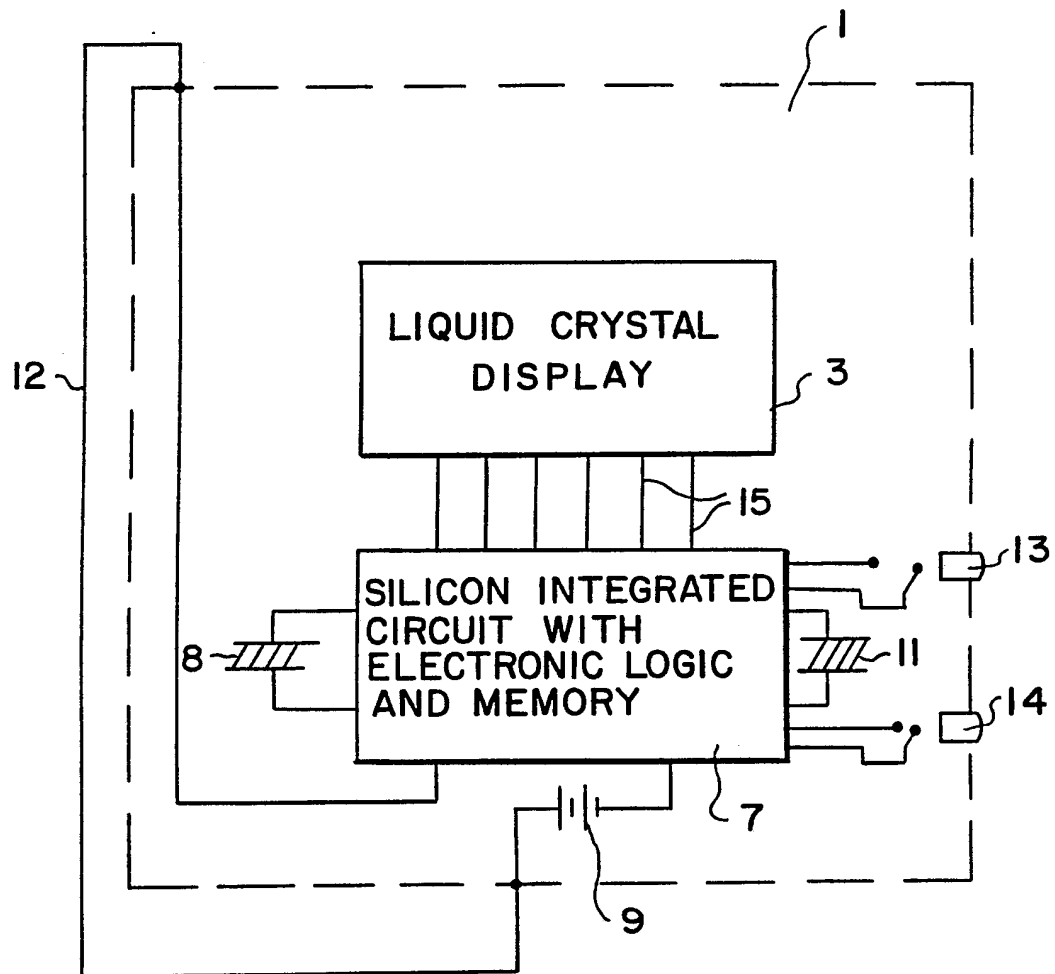 1
LIQUID CRYSTAL
DISPLAY
12
3
15
13
SILICON INTEGRATED
CIRCUIT WITH
ELECTRONIC LOGIC
AND MEMORY
8
11
14
7
9